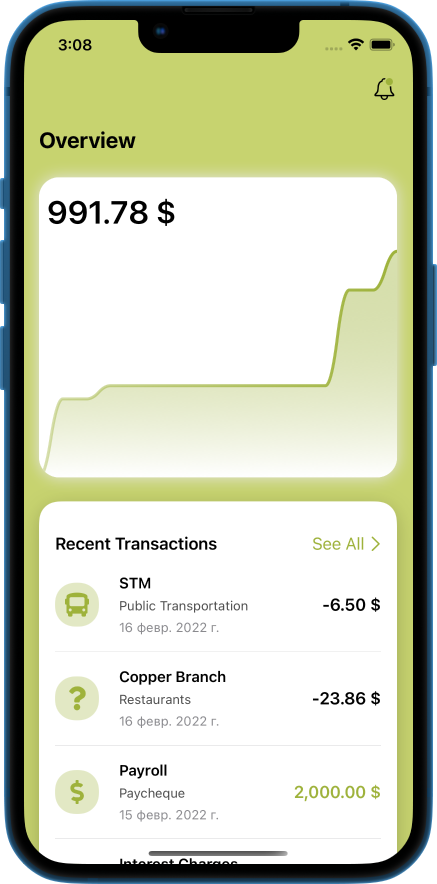 3:08
Overview
991.78 $
Recent Transactions
See All
STM
Public Transportation
-6.50 $
16 февр. 2022 г.
Copper Branch
Restaurants
-23.86 $
16 февр. 2022 г.
Payroll
Paycheque
2,000.00 $
15 февр. 2022 г.
Interest Charges